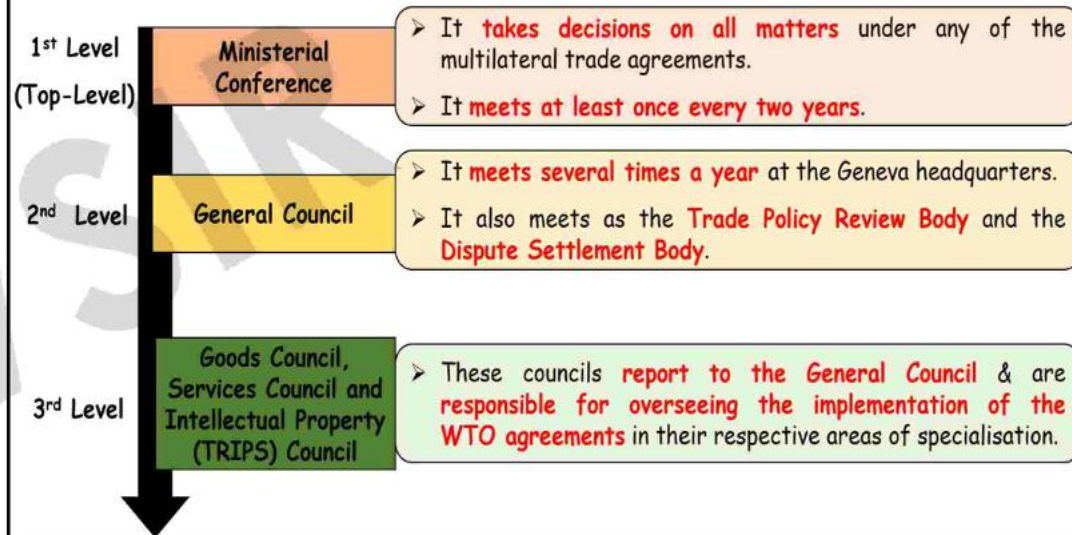 1st Level
(Top-Level)
Ministerial
Conference
➢ It takes decisions on all matters under any of the
multilateral trade agreements.
➢ It meets at least once every two years.
2nd Level
General Council
➢ It meets several times a year at the Geneva headquarters.
➢ It also meets as the Trade Policy Review Body and the
Dispute Settlement Body.
3rd Level
Goods Council,
Services Council and
Intellectual Property
(TRIPS) Council
➢ These councils report to the General Council & are
responsible for overseeing the implementation of the
WTO agreements in their respective areas of specialisation.
SIR